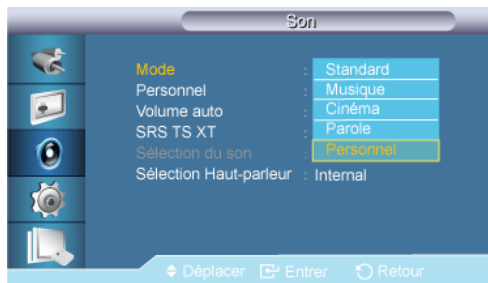 Son
Mode : Standard
Personnel : Musique
Volume auto : Cinéma
SRS TS XT : Parole
Sélection du son : Personnel
Sélection Haut-parleur : Internal
Déplacer Entrer Retour